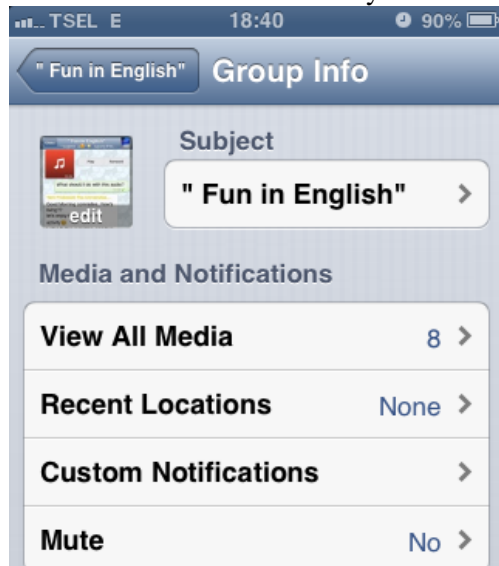 TSEL E 18:40 90%
" Fun in English" Group Info
Subject
" Fun in English"
edit
Media and Notifications
View All Media 8
Recent Locations None
Custom Notifications
Mute No